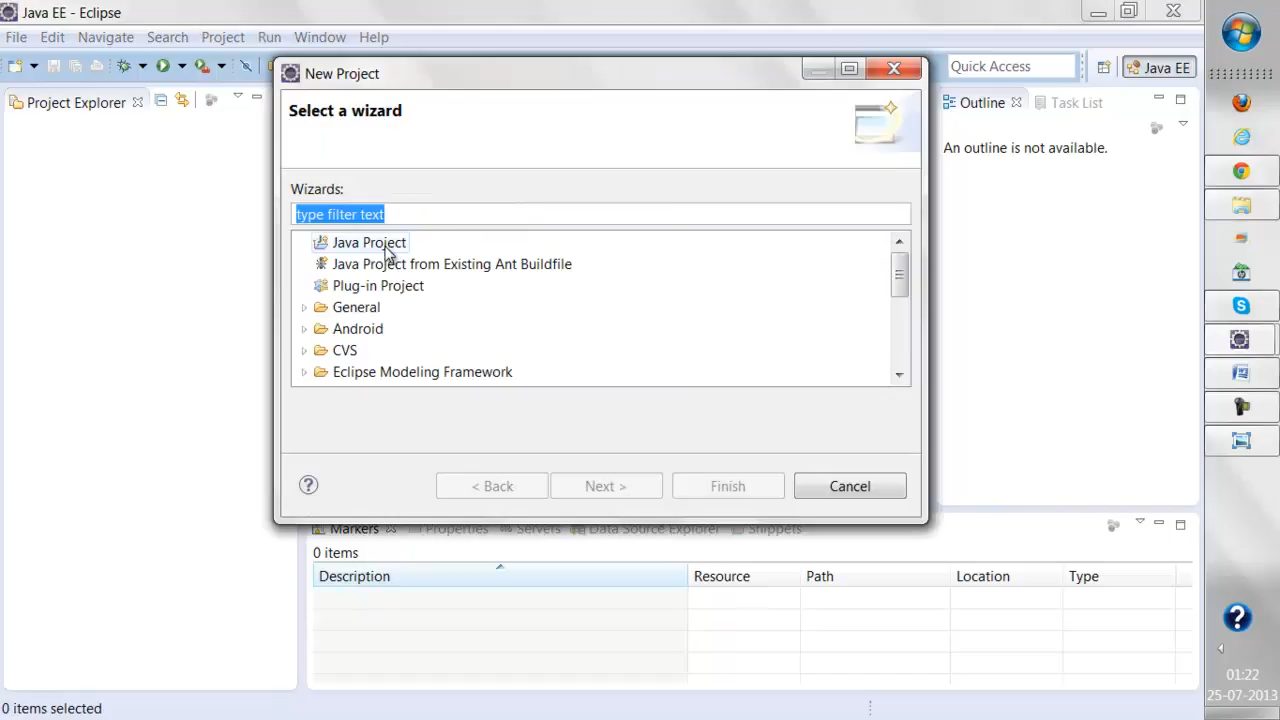 Java EE - Eclipse
File Edit Navigate Search Project Run Window Help
Quick Access
Java EE
Project Explorer
New Project
Select a wizard
Wizards:
type filter text
Java Project
Java Project from Existing Ant Buildfile
Plug-in Project
General
Android
CVS
Eclipse Modeling Framework
? < Back Next > Finish Cancel
Outline Task List
An outline is not available.
Markers Properties Servers Data Source Explorer Snippets
0 items
Description Resource Path Location Type
0 items selected
?
01:22
25-07-2013